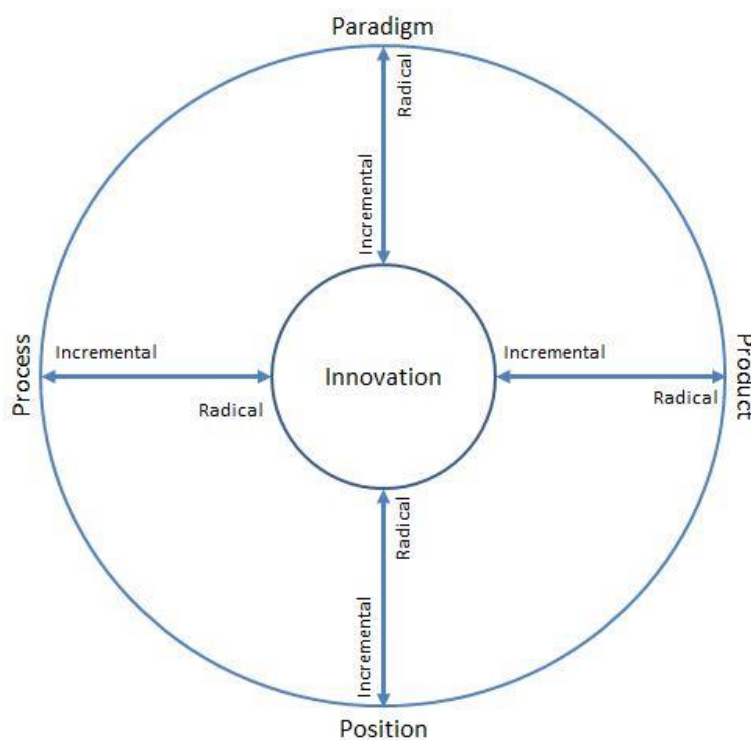 Paradigm
Radical
Incremental
Process
Incremental
Radical
Innovation
Incremental
Radical
Product
Radical
Incremental
Position